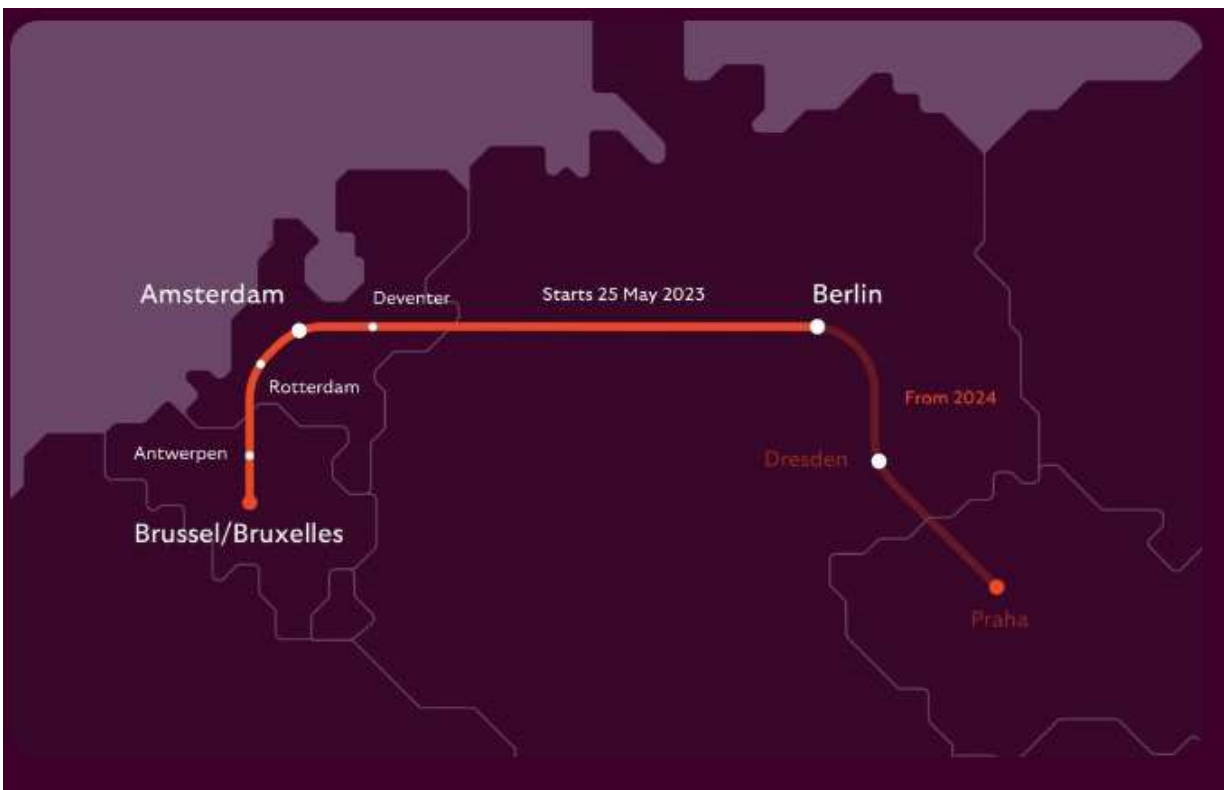 Amsterdam
Deventer
Starts 25 May 2023
Berlin
Rotterdam
From 2024
Antwerpen
Dresden
Brussel/Bruxelles
Praha